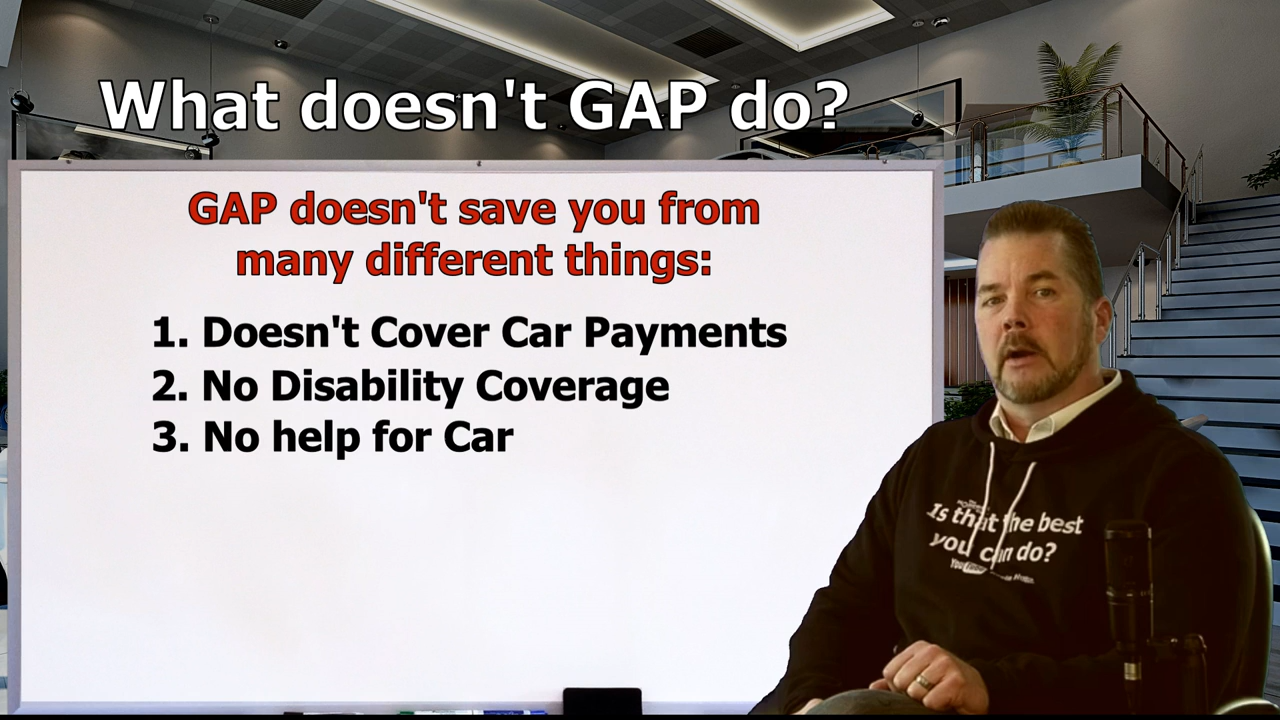 What doesn't GAP do?
GAP doesn't save you from
many different things:
1. Doesn't Cover Car Payments
2. No Disability Coverage
3. No help for Car
Is that the best
you can do?